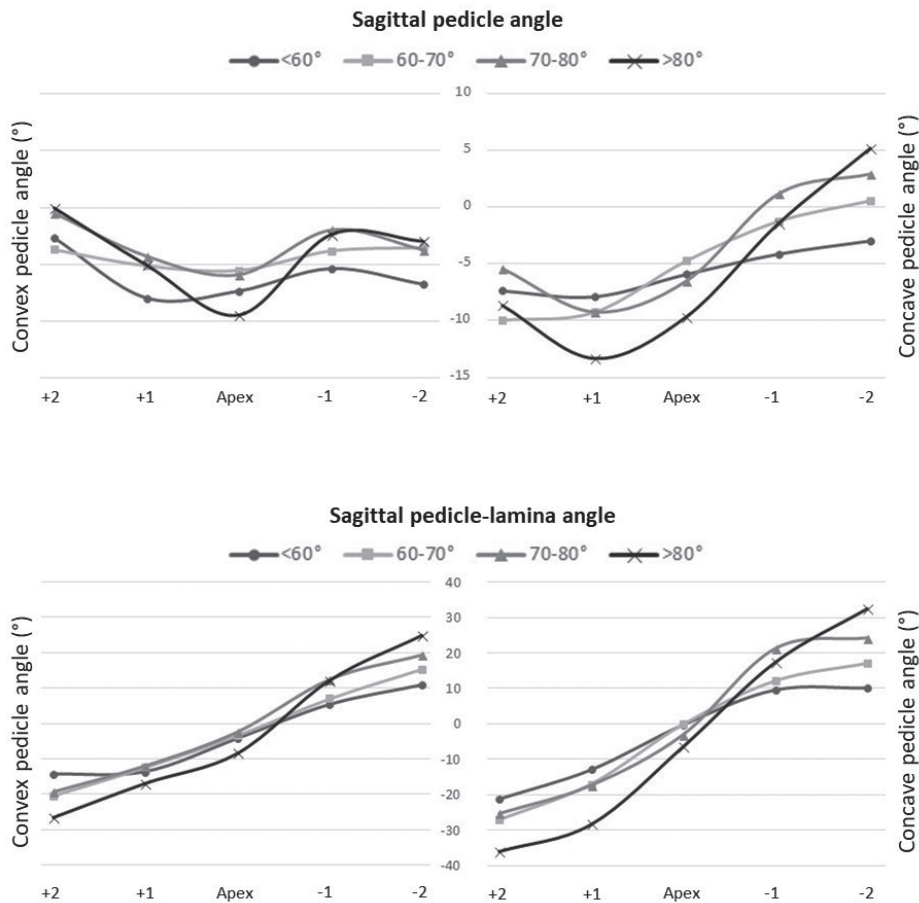 Sagittal pedicle angle
<60° 60-70° 70-80° >80°
Convex pedicle angle (°)
10
5
0
-5
-10
-15
Concave pedicle angle (°)
+2 +1 Apex -1 -2
+2 +1 Apex -1 -2
Sagittal pedicle-lamina angle
<60° 60-70° 70-80° >80°
Convex pedicle angle (°)
40
30
20
10
0
-10
-20
-30
-40
Concave pedicle angle (°)
+2 +1 Apex -1 -2
+2 +1 Apex -1 -2